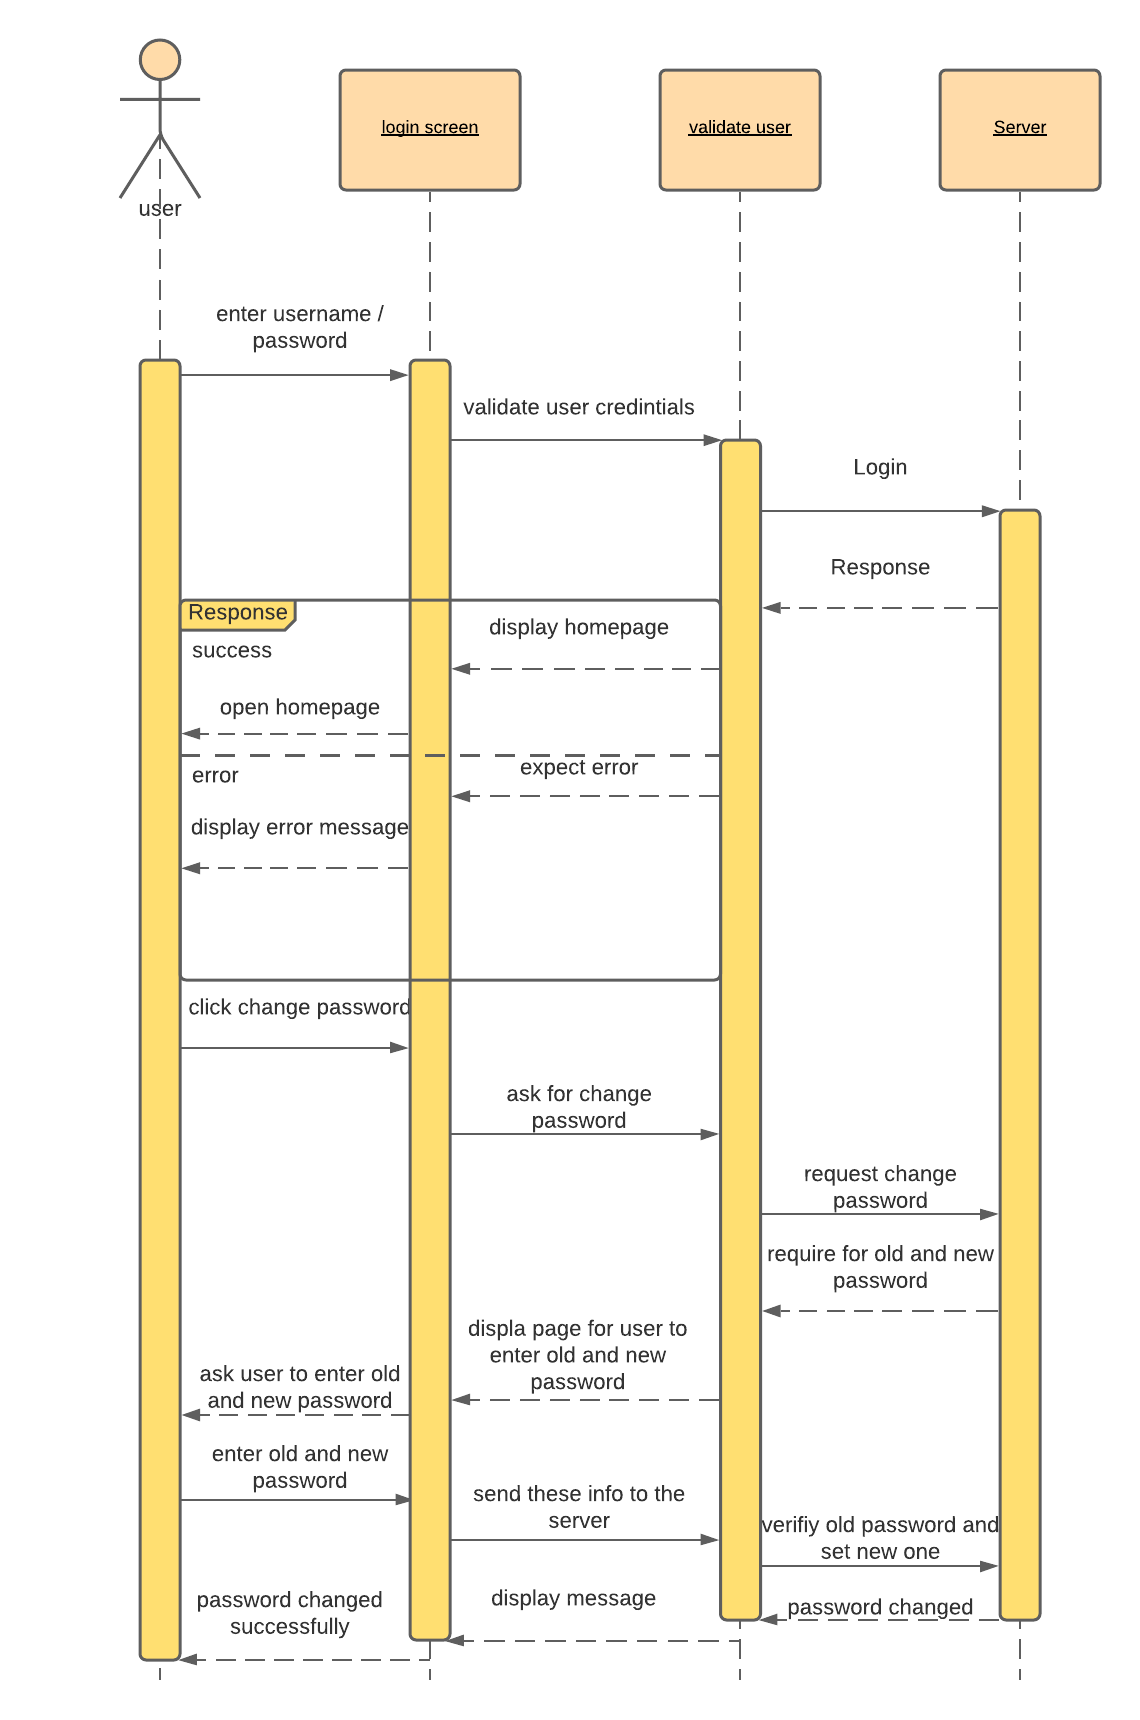 user
login screen
validate user
Server
enter username /
password
validate user credintials
Login
Response
Response
success
display homepage
open homepage
error
expect error
display error message
click change password
ask for change
password
request change
password
require for old and new
password
displa page for user to
enter old and new
password
ask user to enter old
and new password
enter old and new
password
send these info to the
server
verifiy old password and
set new one
password changed
display message
password changed
successfully